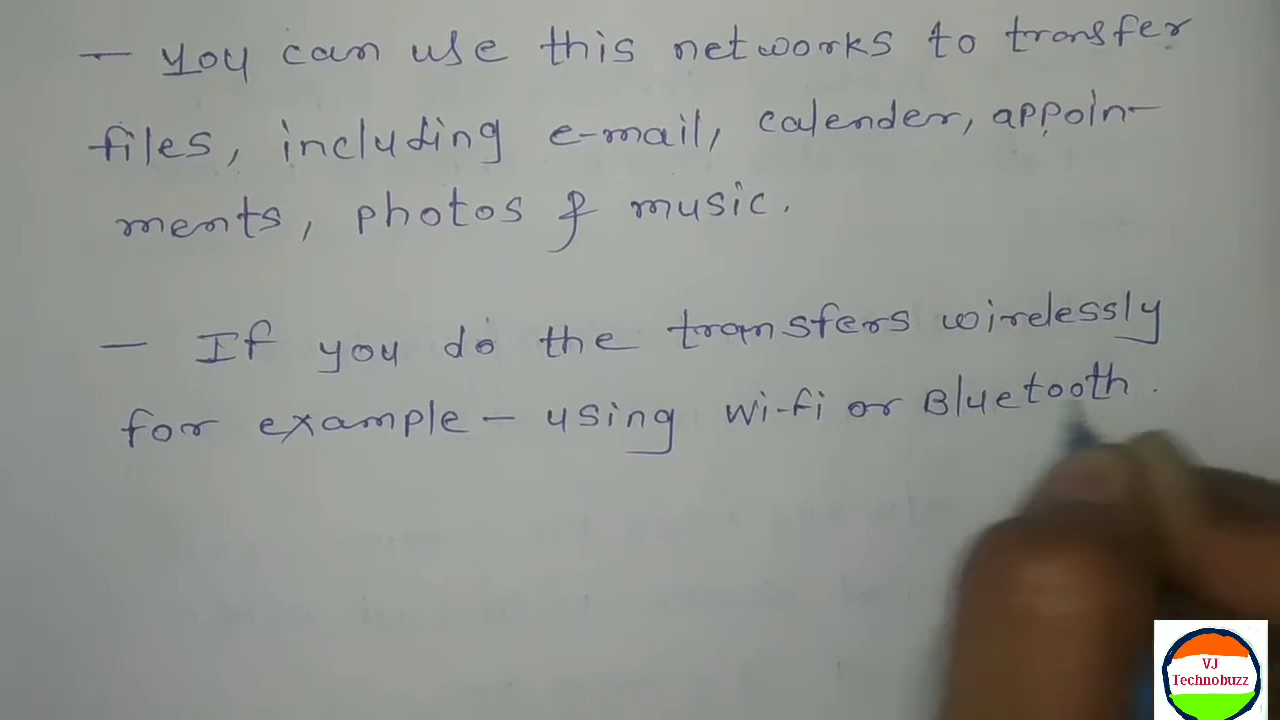 - You can use this networks to transfer
files, including e-mail, calender, appoin-
ments, photos & music.
- If you do the transfers wirelessly
for example - using Wi-fi or Bluetooth.
VJ
Technobuzz